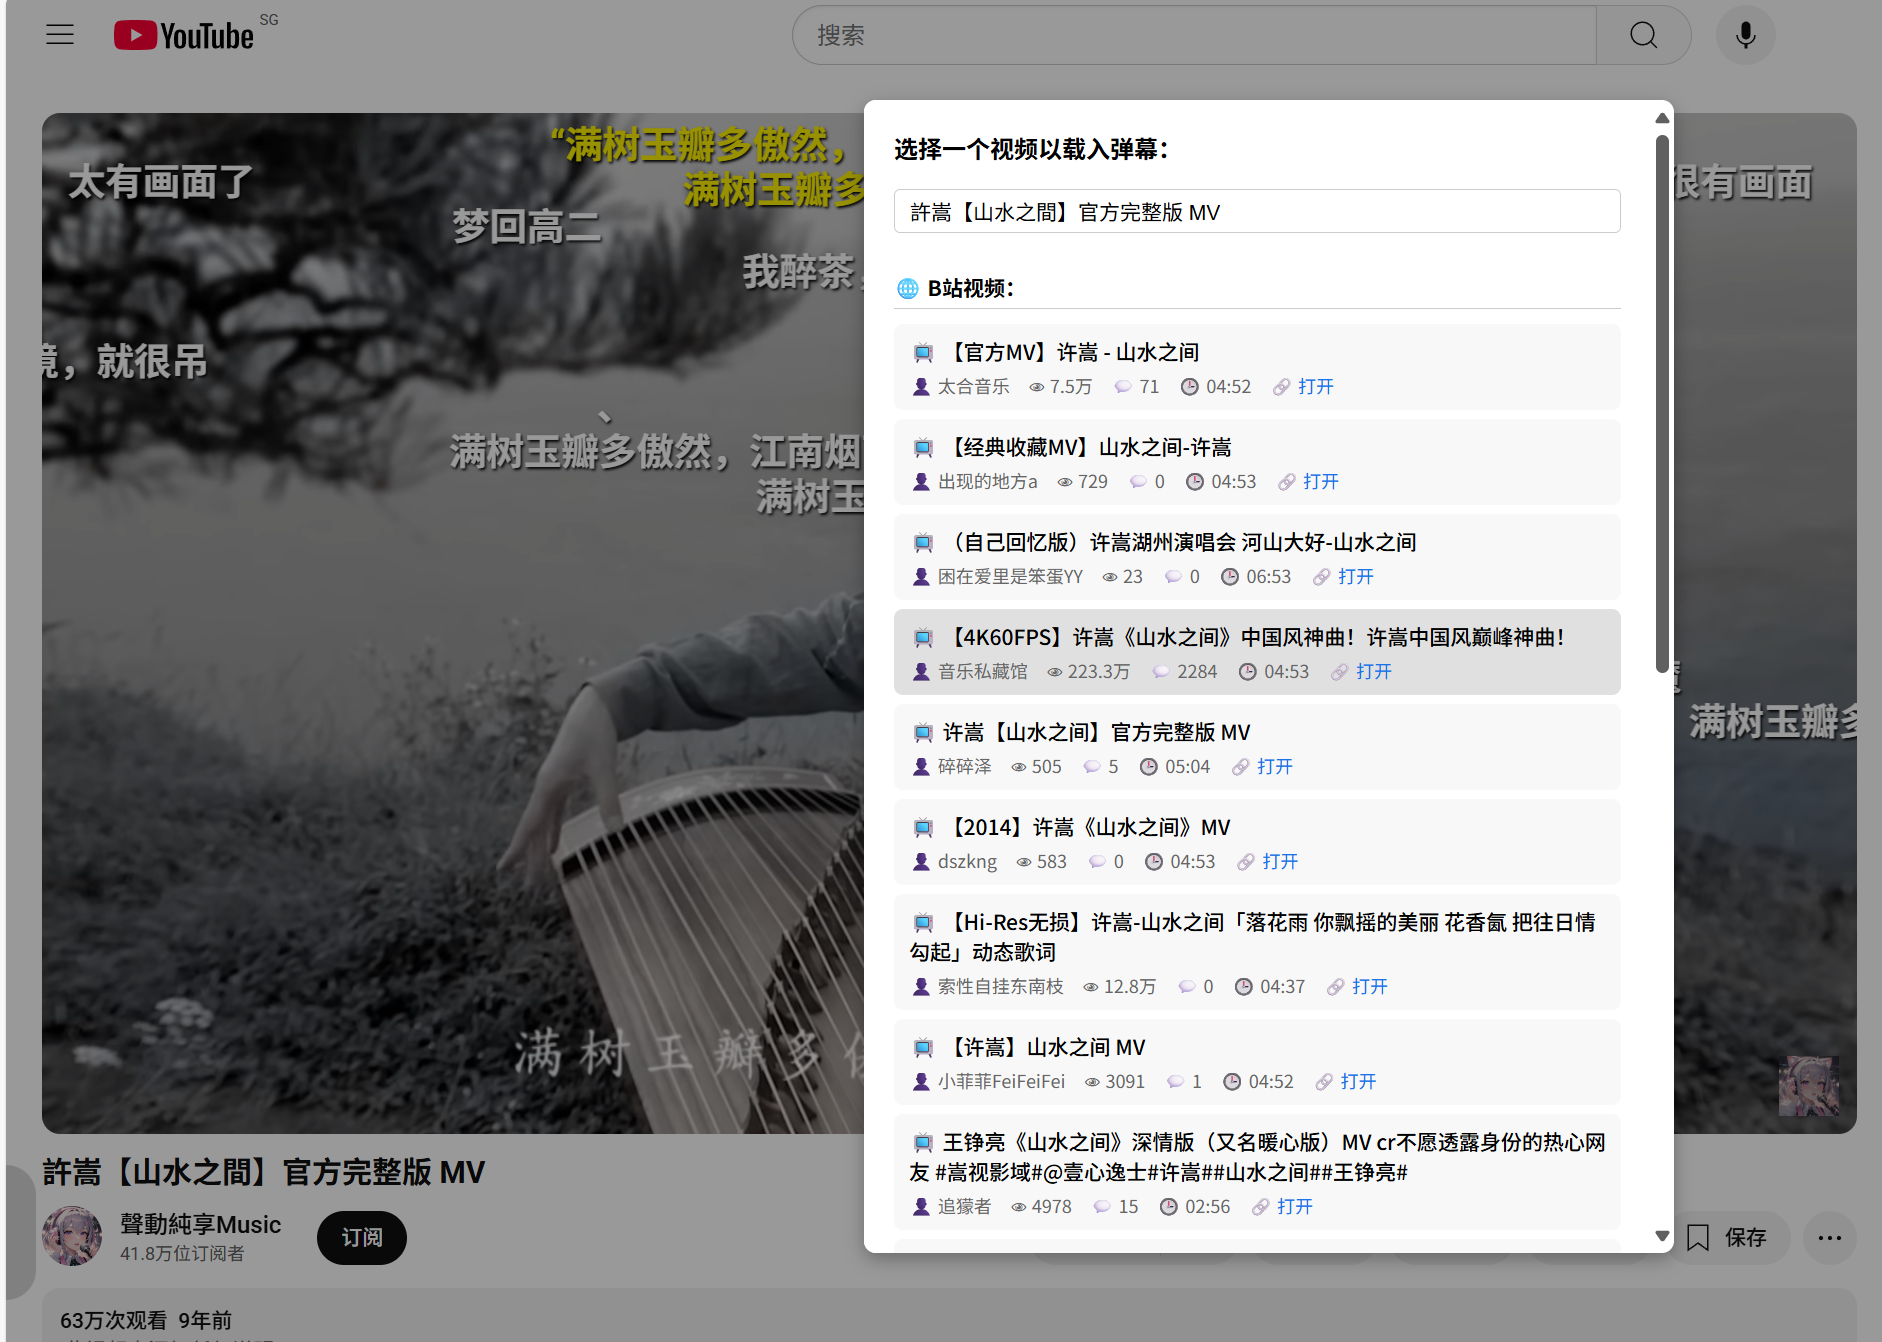 YouTube SG
搜索
“满树玉瓣多傲然，
太有画面了
满树玉瓣多
很有画面
梦回高二
我醉茶，
境，就很吊
、
满树玉瓣多傲然，江南烟
满树玉
满树玉瓣多
满树玉瓣多
选择一个视频以载入弹幕：
許嵩【山水之間】官方完整版 MV
B站视频：
【官方MV】许嵩 - 山水之间
太合音乐 7.5万 71 04:52 打开
【经典收藏MV】山水之间-许嵩
出现的地方a 729 0 04:53 打开
（自己回忆版）许嵩湖州演唱会 河山大好-山水之间
困在爱里是笨蛋YY 23 0 06:53 打开
【4K60FPS】许嵩《山水之间》中国风神曲！许嵩中国风巅峰神曲！
音乐私藏馆 223.3万 2284 04:53 打开
许嵩【山水之间】官方完整版 MV
碎碎泽 505 5 05:04 打开
【2014】许嵩《山水之间》MV
dszkng 583 0 04:53 打开
【Hi-Res无损】许嵩-山水之间「落花雨 你飘摇的美丽 花香氤 把往日情
勾起」动态歌词
索性自挂东南枝 12.8万 0 04:37 打开
【许嵩】山水之间 MV
小菲菲FeiFeiFei 3091 1 04:52 打开
王铮亮《山水之间》深情版（又名暖心版）MV cr不愿透露身份的热心网
友 #嵩视影域#@壹心逸士#许嵩##山水之间##王铮亮#
追獴者 4978 15 02:56 打开
許嵩【山水之間】官方完整版 MV
聲動純享Music
41.8万位订阅者
订阅
保存
63万次观看 9年前